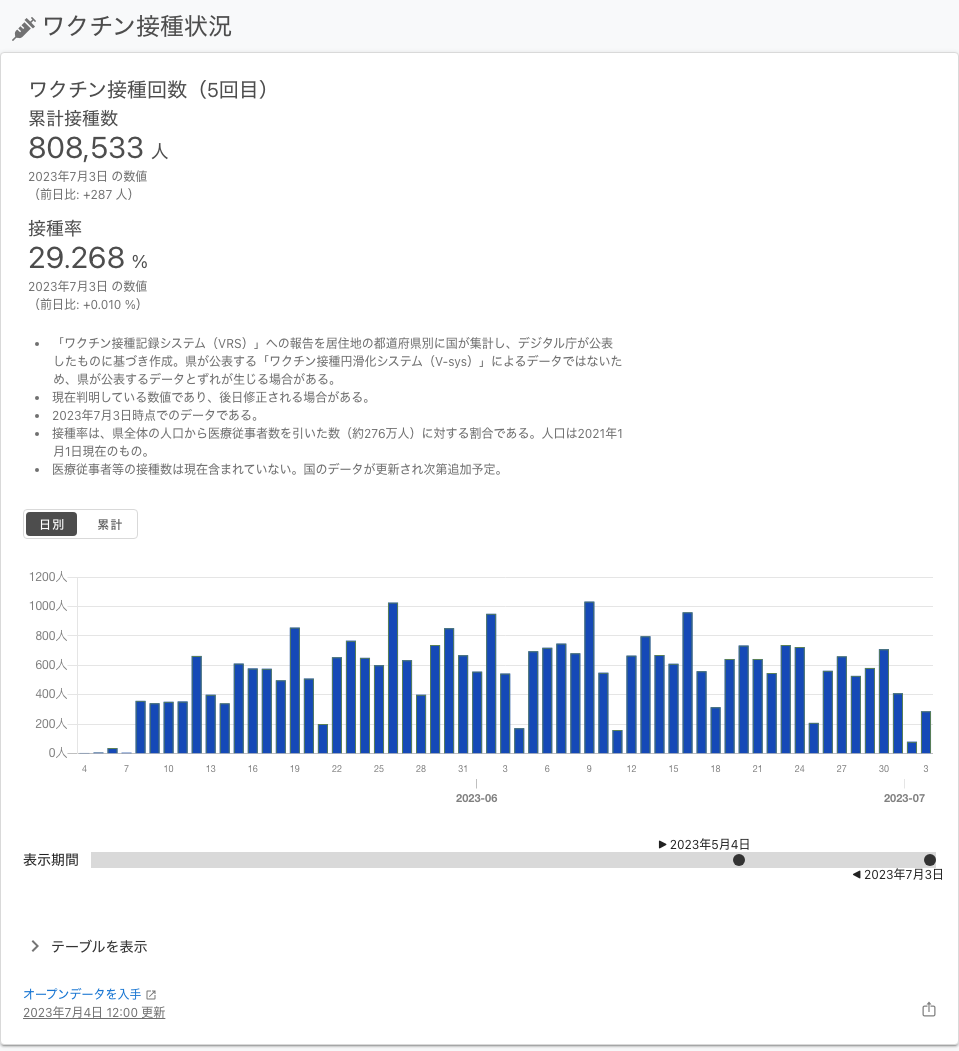 ワクチン接種状況
ワクチン接種回数（5回目）
累計接種数
808,533 人
2023年7月3日 の数値
（前日比: +287 人）
接種率
29.268 %
2023年7月3日 の数値
（前日比: +0.010 %）
• 「ワクチン接種記録システム（VRS）」への報告を居住地の都道府県別に国が集計し、デジタル庁が公表
したものに基づき作成。県が公表する「ワクチン接種円滑化システム（V-sys）」によるデータではないた
め、県が公表するデータとずれが生じる場合がある。
• 現在判明している数値であり、後日修正される場合がある。
• 2023年7月3日時点でのデータである。
• 接種率は、県全体の人口から医療従事者数を引いた数（約276万人）に対する割合である。人口は2021年1
月1日現在のもの。
• 医療従事者等の接種数は現在含まれていない。国のデータが更新され次第追加予定。
日別 累計
1200人
1000人
800人
600人
400人
200人
0人
4 7 10 13 16 19 22 25 28 31 3 6 9 12 15 18 21 24 27 30 3
2023-06 2023-07
▶ 2023年5月4日
表示期間
◀ 2023年7月3日
テーブルを表示
オープンデータを入手
2023年7月4日 12:00 更新